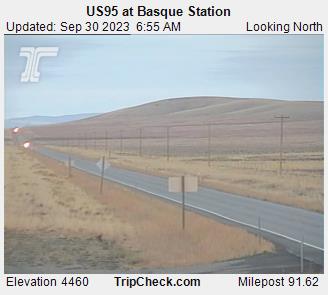 US95 at Basque Station
Updated: Sep 30 2023 6:55 AM Looking North
Elevation 4460 TripCheck.com Milepost 91.62